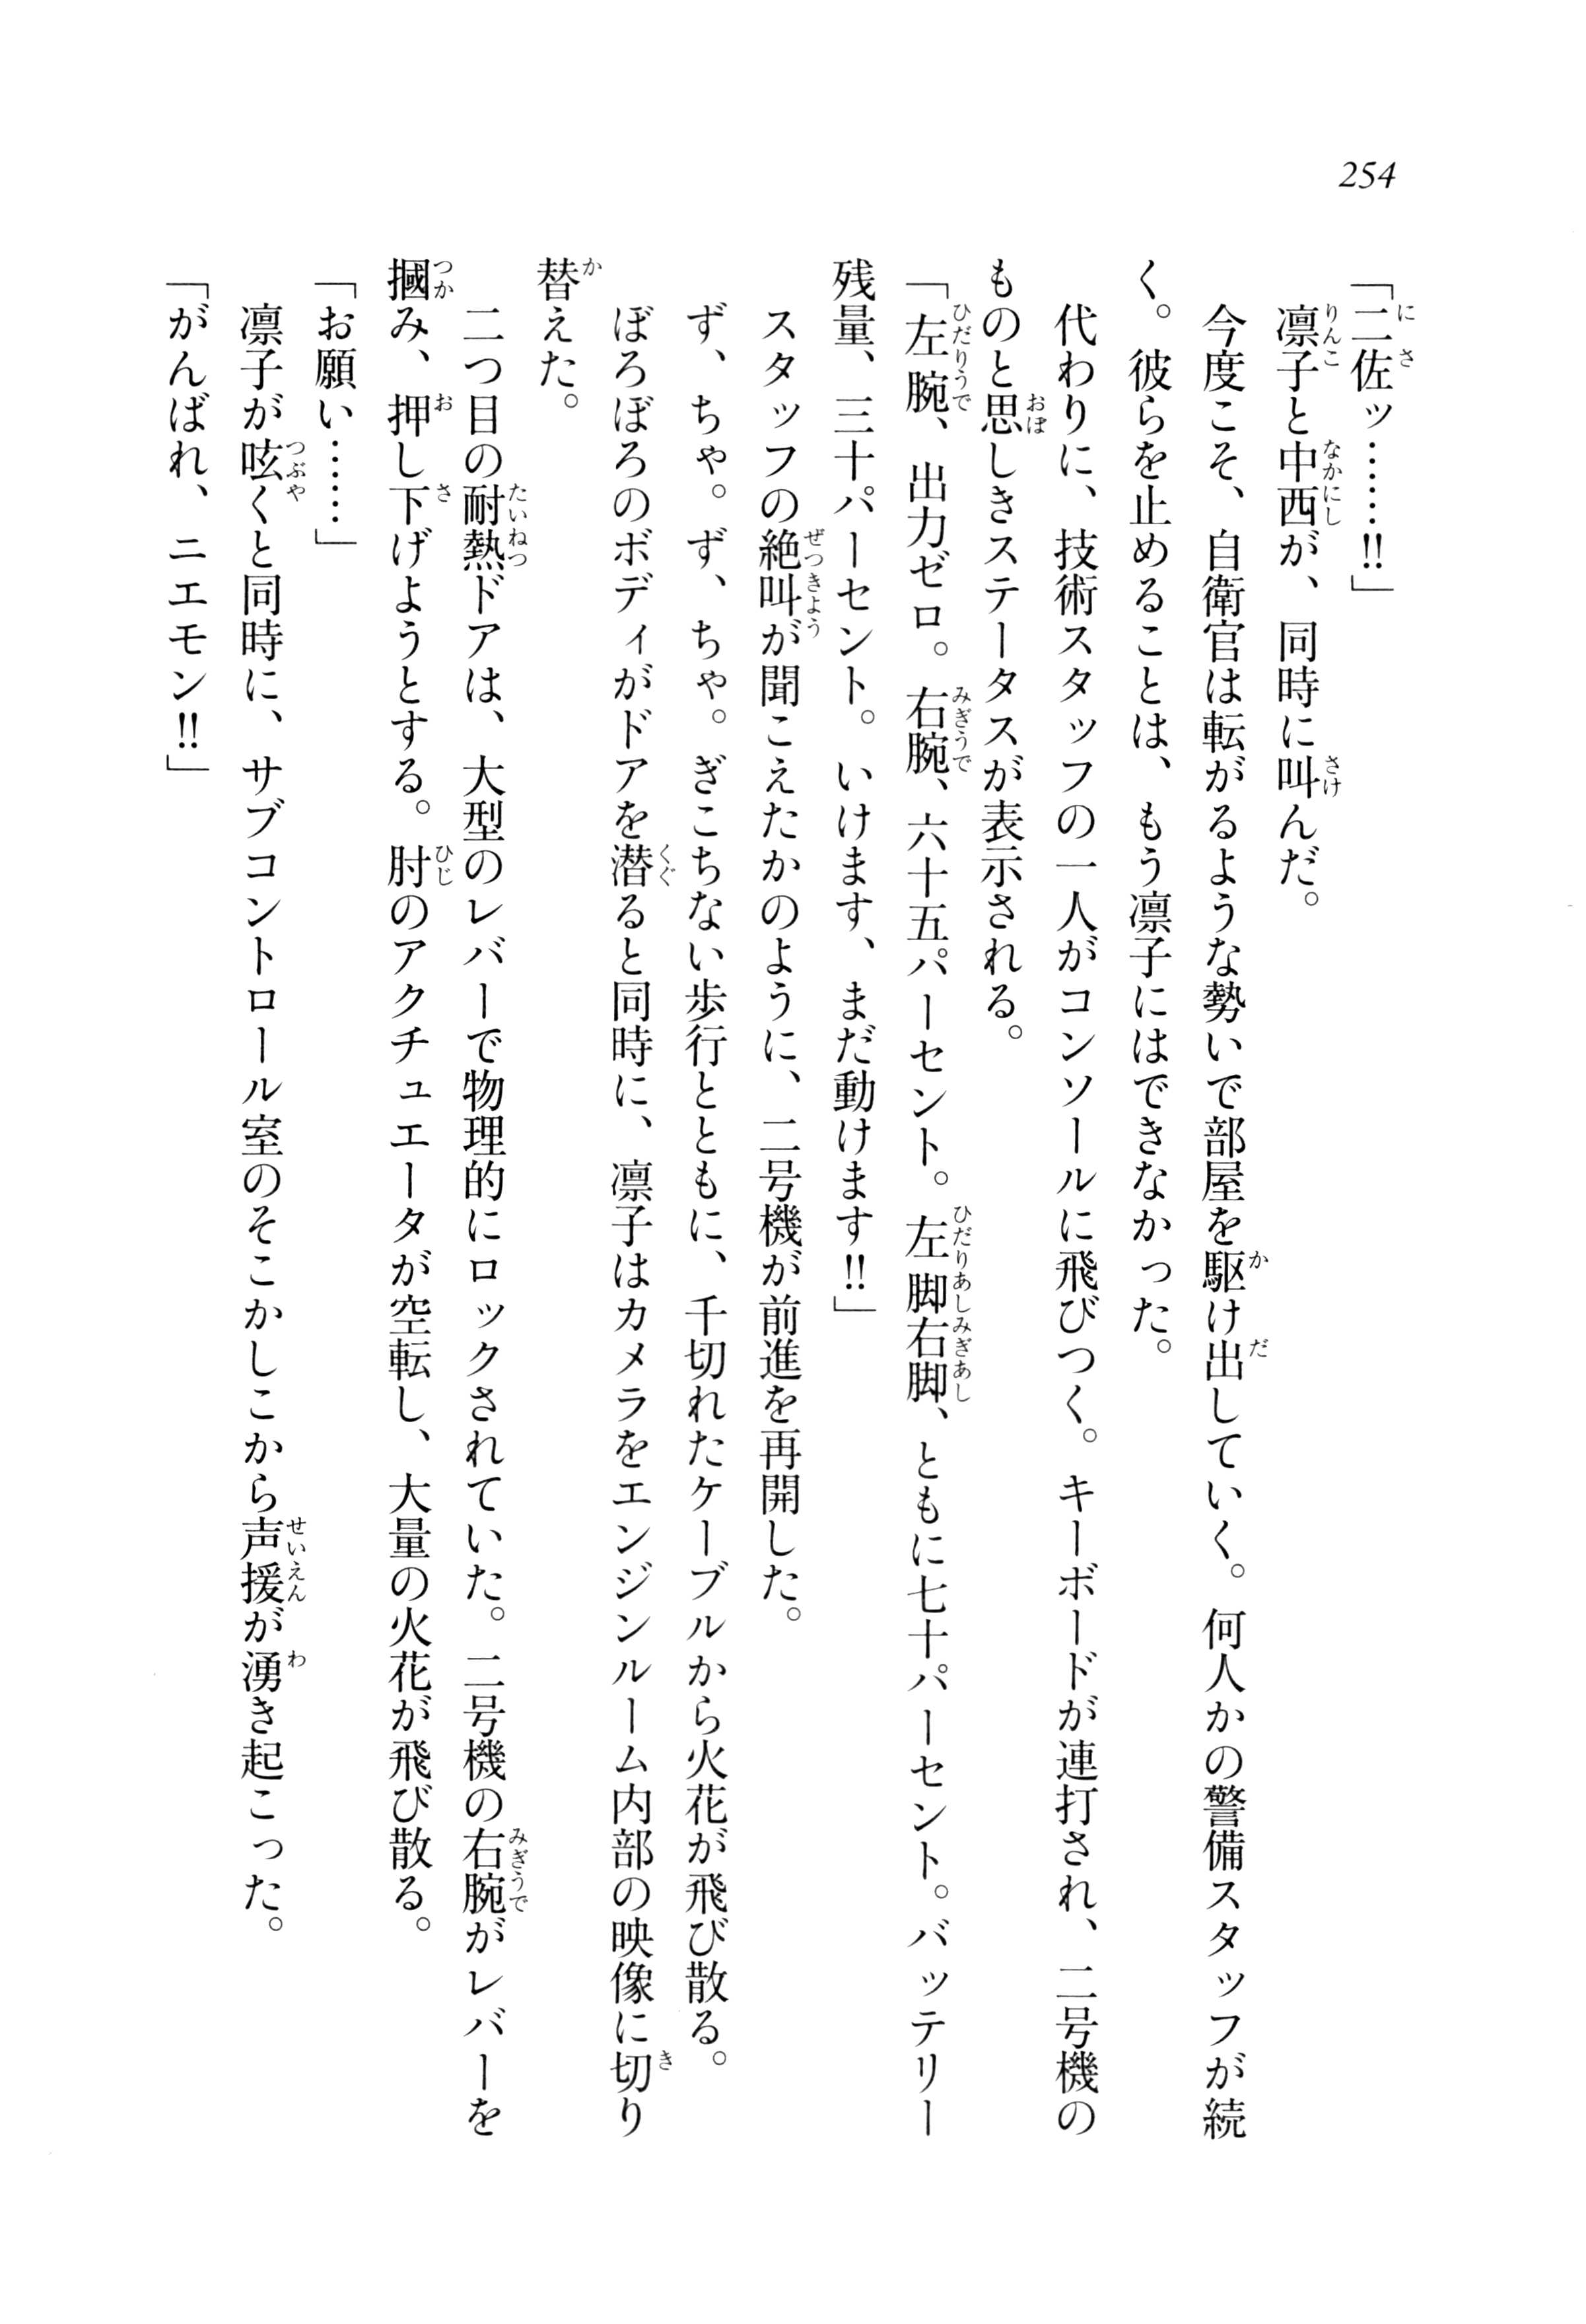 254
「二佐ッ……‼」
凛子と中西が、同時に叫んだ。
今度こそ、自衛官は転がるような勢いで部屋を駆け出していく。何人かの警備スタッフが続
く。彼らを止めることは、もう凛子にはできなかった。
代わりに、技術スタッフの一人がコンソールに飛びつく。キーボードが連打され、二号機の
ものと思しきステータスが表示される。
「左腕、出力ゼロ。右腕、六十五パーセント。左脚右脚、ともに七十パーセント。バッテリー
残量、三十パーセント。いけます、まだ動けます‼」
スタッフの絶叫が聞こえたかのように、二号機が前進を再開した。
ず、ちゃ。ず、ちゃ。ぎこちない歩行とともに、千切れたケーブルから火花が飛び散る。
ぼろぼろのボディがドアを潜ると同時に、凛子はカメラをエンジンルーム内部の映像に切り
替えた。
二つ目の耐熱ドアは、大型のレバーで物理的にロックされていた。二号機の右腕がレバーを
摑み、押し下げようとする。肘のアクチュエータが空転し、大量の火花が飛び散る。
「お願い……」
凛子が呟くと同時に、サブコントロール室のそこかしこから声援が湧き起こった。
「がんばれ、ニエモン‼」